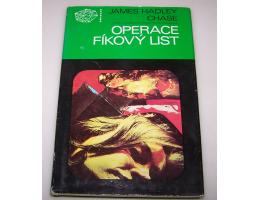 JAMES HADLEY
CHASE
OPERACE
FÍKOVÝ LIST